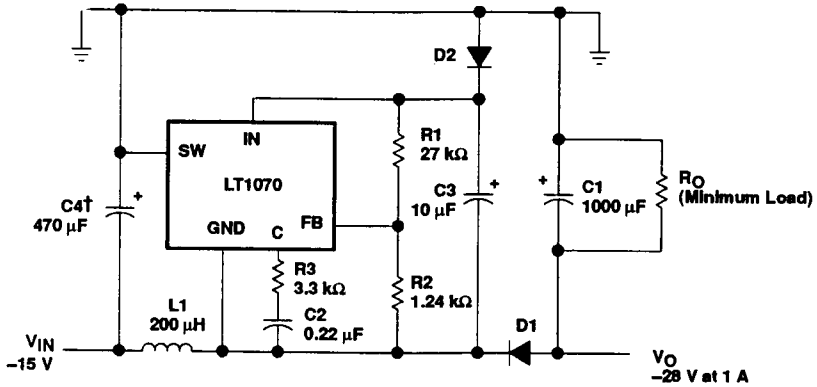 D2
IN
SW
LT1070
GND
C
FB
R1
27 kΩ
C3
10 µF
+
C1
1000 µF
+
RO
(Minimum Load)
C4†
470 µF
+
R3
3.3 kΩ
C2
0.22 µF
R2
1.24 kΩ
L1
200 µH
D1
VIN
–15 V
VO
–28 V at 1 A